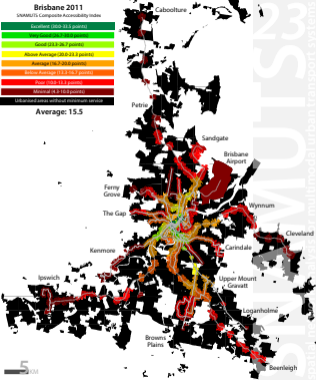 Brisbane 2011
SNAMUTS Composite Accessibility Index
Excellent (30.0-33.5 points)
Very Good (26.7-30.0 points)
Good (23.3-26.7 points)
Above Average (20.0-23.3 points)
Average (16.7-20.0 points)
Below Average (13.3-16.7 points)
Poor (10.0-13.3 points)
Minimal (4.3-10.0 points)
Urbanised areas without minimum service
Average: 15.5
Caboolture
Petrie
Sandgate
Brisbane
Airport
Ferny
Grove
The Gap
Wynnum
Cleveland
Kenmore
Carindale
Ipswich
Upper Mount
Gravatt
Loganholme
Browns
Plains
Beenleigh
5 KM
SNAMUTS 23